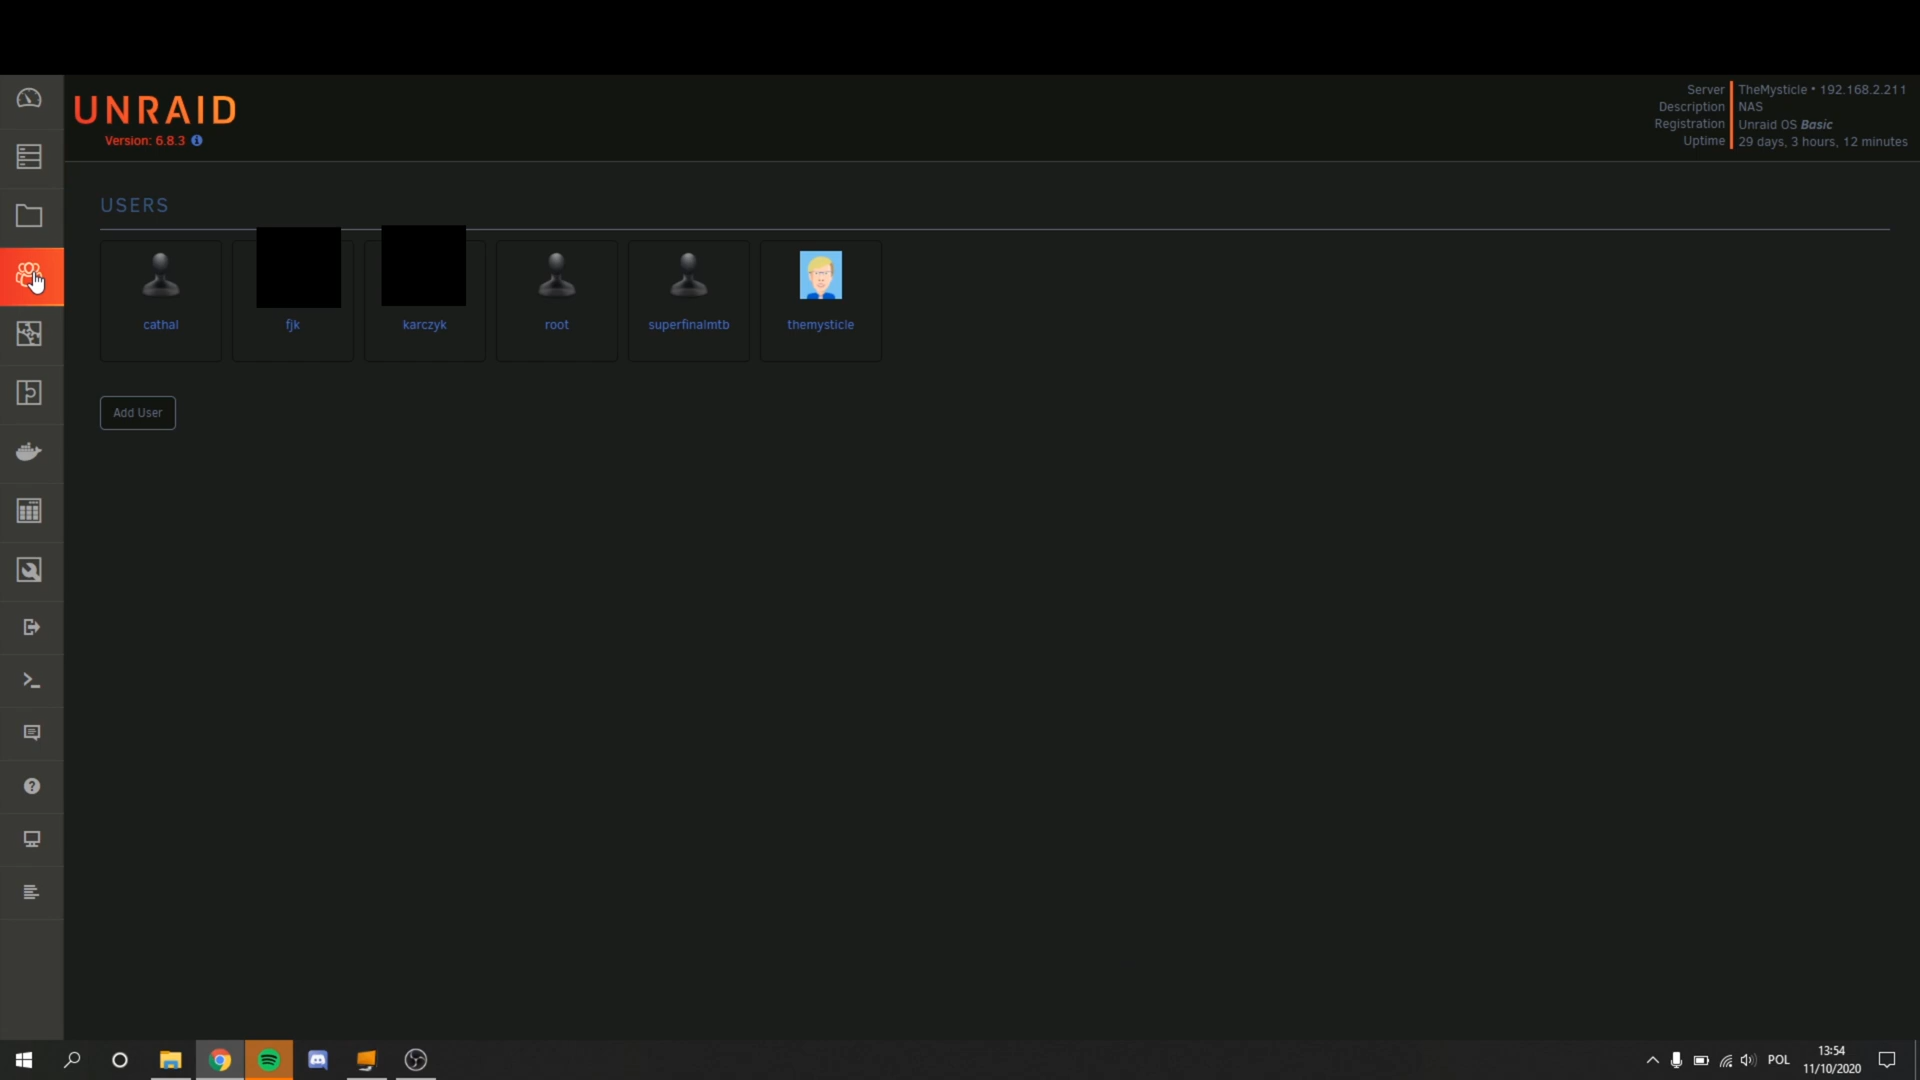 UNRAID
Version: 6.8.3
Server TheMysticle • 192.168.2.211
Description NAS
Registration Unraid OS Basic
Uptime 29 days, 3 hours, 12 minutes
USERS
cathal
fjk
karczyk
root
superfinalmtb
themysticle
Add User
POL
13:54
11/10/2020